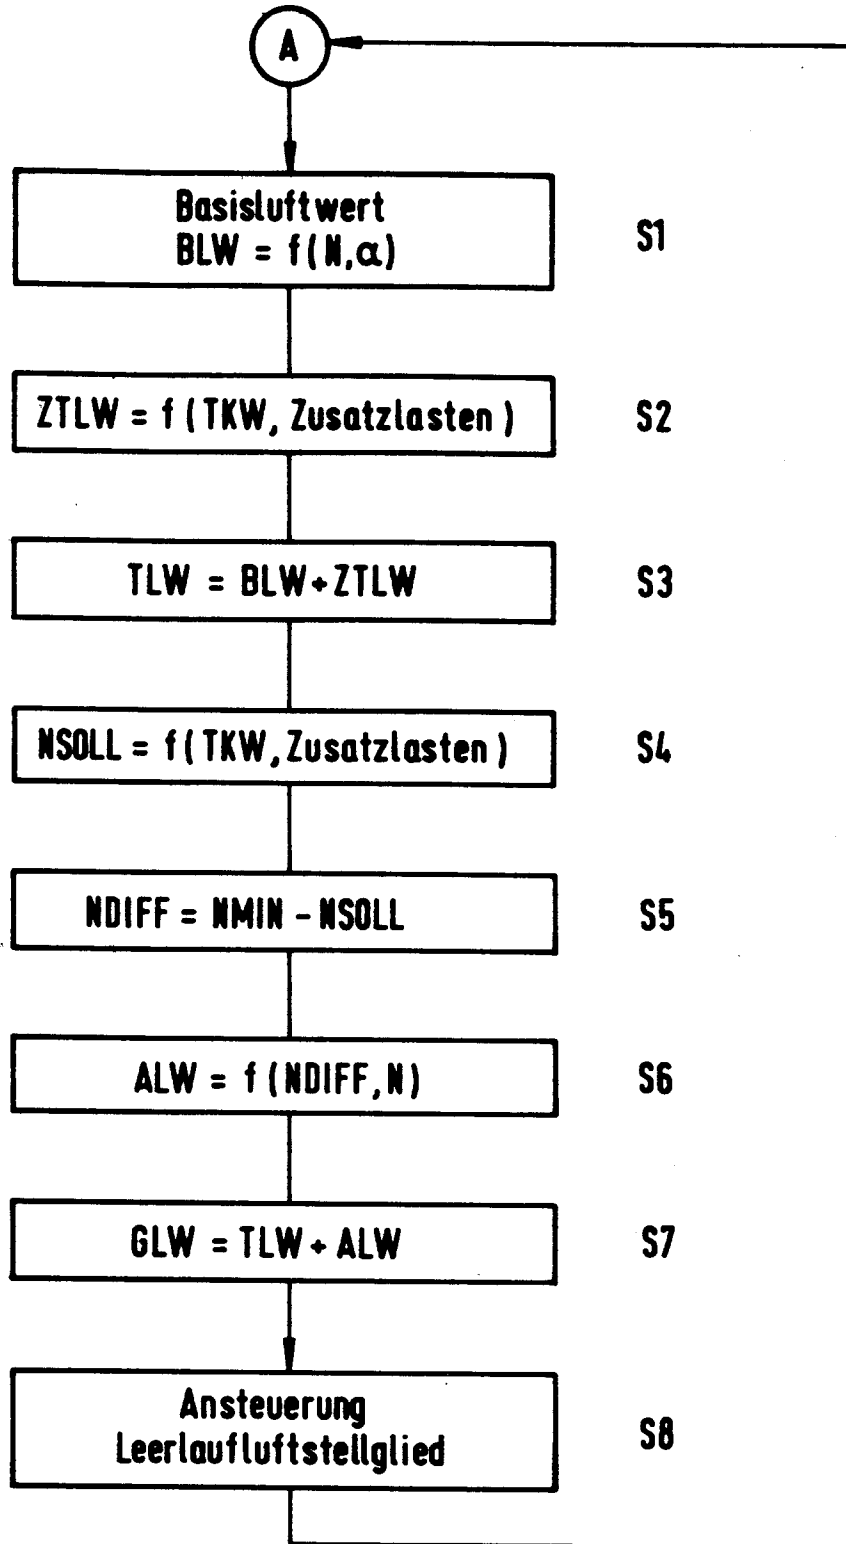 A
Basisluftwert
BLW = f(N,α)
S1
ZTLW = f(TKW, Zusatzlasten)
S2
TLW = BLW+ZTLW
S3
NSOLL = f(TKW, Zusatzlasten)
S4
NDIFF = NMIN - NSOLL
S5
ALW = f(NDIFF, N)
S6
GLW = TLW + ALW
S7
Ansteuerung
Leerlaufluftstellglied
S8